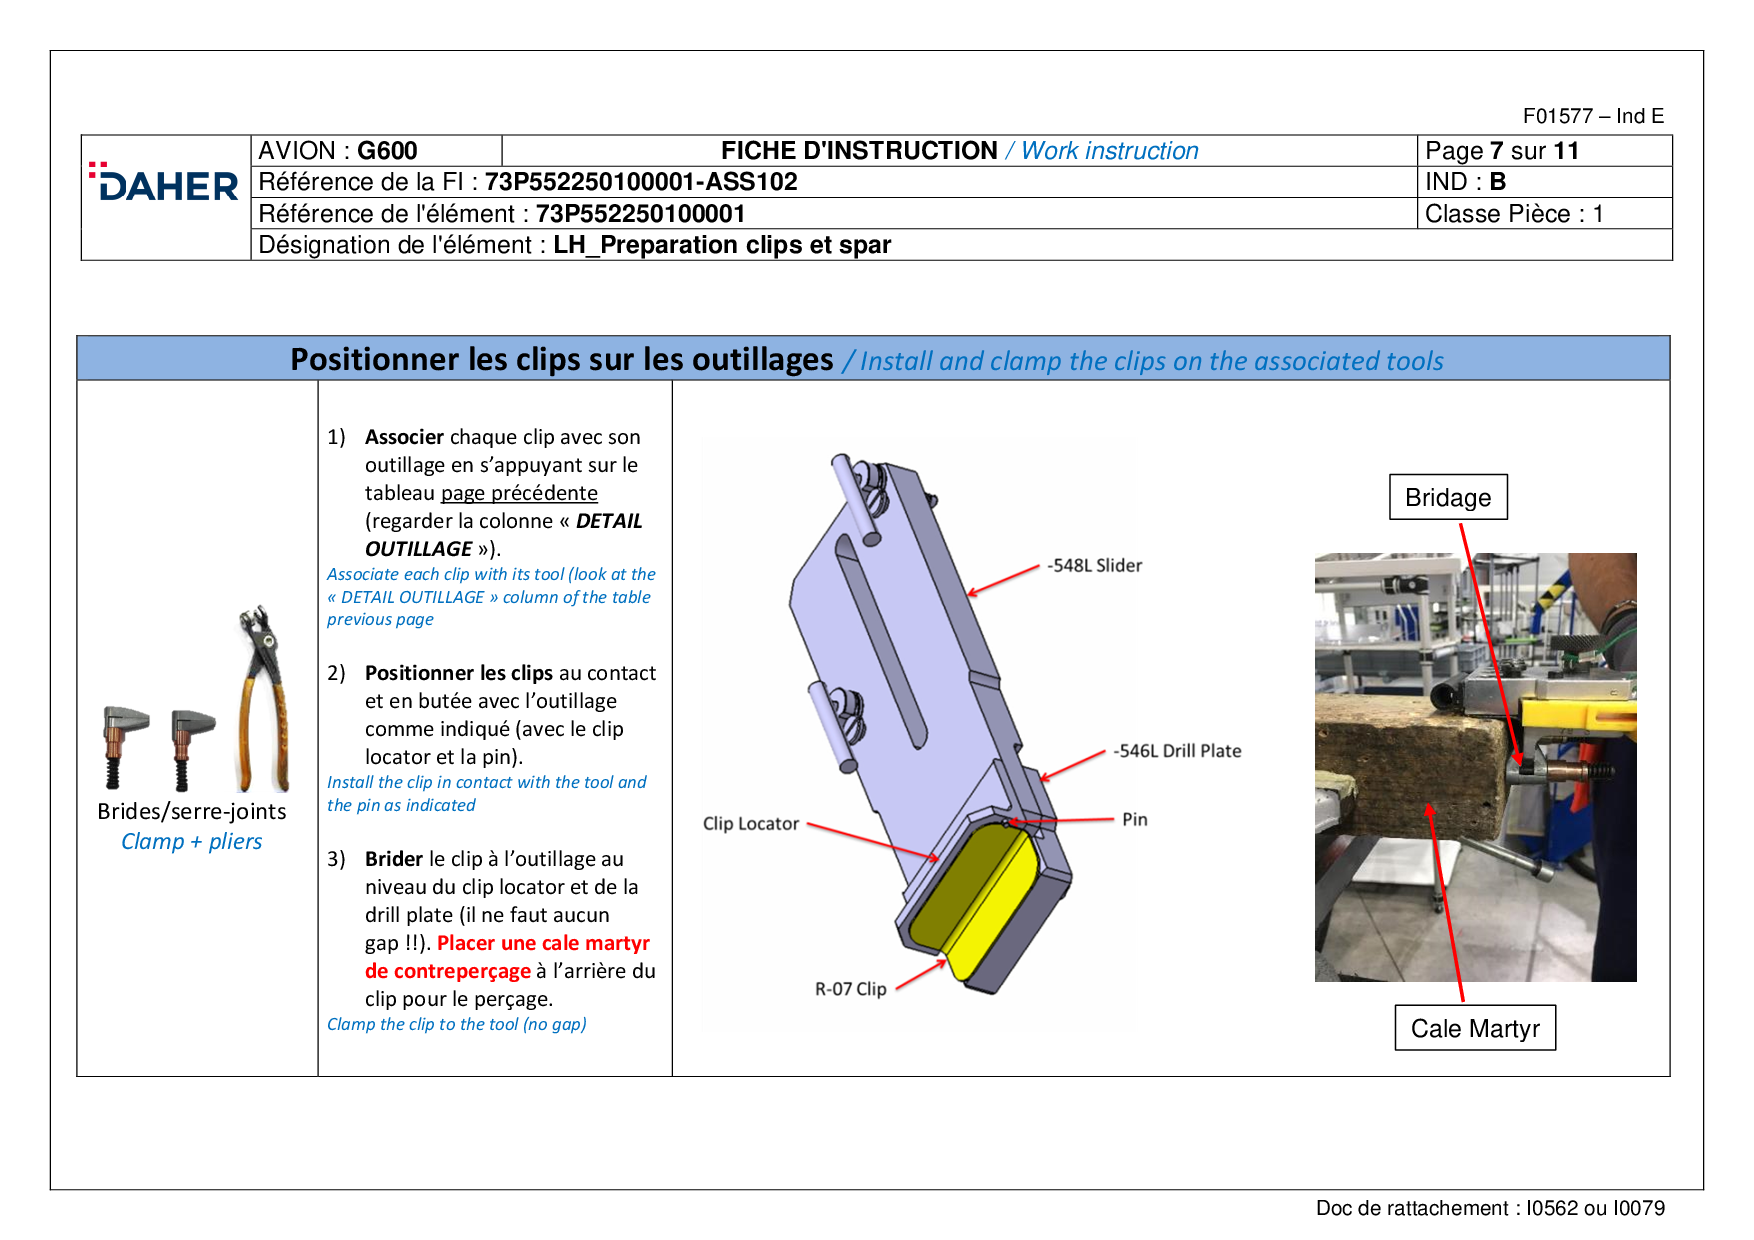 F01577 – Ind E
DAHER
AVION : G600
FICHE D'INSTRUCTION / Work instruction
Page 7 sur 11
Référence de la FI : 73P552250100001-ASS102
IND : B
Référence de l'élément : 73P552250100001
Classe Pièce : 1
Désignation de l'élément : LH_Preparation clips et spar
Positionner les clips sur les outillages / Install and clamp the clips on the associated tools
Brides/serre-joints
Clamp + pliers
1) Associer chaque clip avec son
outillage en s’appuyant sur le
tableau page précédente
(regarder la colonne « DETAIL
OUTILLAGE »).
Associate each clip with its tool (look at the
« DETAIL OUTILLAGE » column of the table
previous page
2) Positionner les clips au contact
et en butée avec l’outillage
comme indiqué (avec le clip
locator et la pin).
Install the clip in contact with the tool and
the pin as indicated
3) Brider le clip à l’outillage au
niveau du clip locator et de la
drill plate (il ne faut aucun
gap !!). Placer une cale martyr
de contreperçage à l’arrière du
clip pour le perçage.
Clamp the clip to the tool (no gap)
-548L Slider
-546L Drill Plate
Pin
Clip Locator
R-07 Clip
Bridage
Cale Martyr
Doc de rattachement : I0562 ou I0079